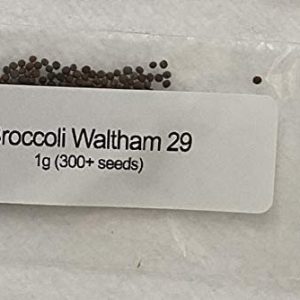 Broccoli Waltham 29
1g (300+ seeds)